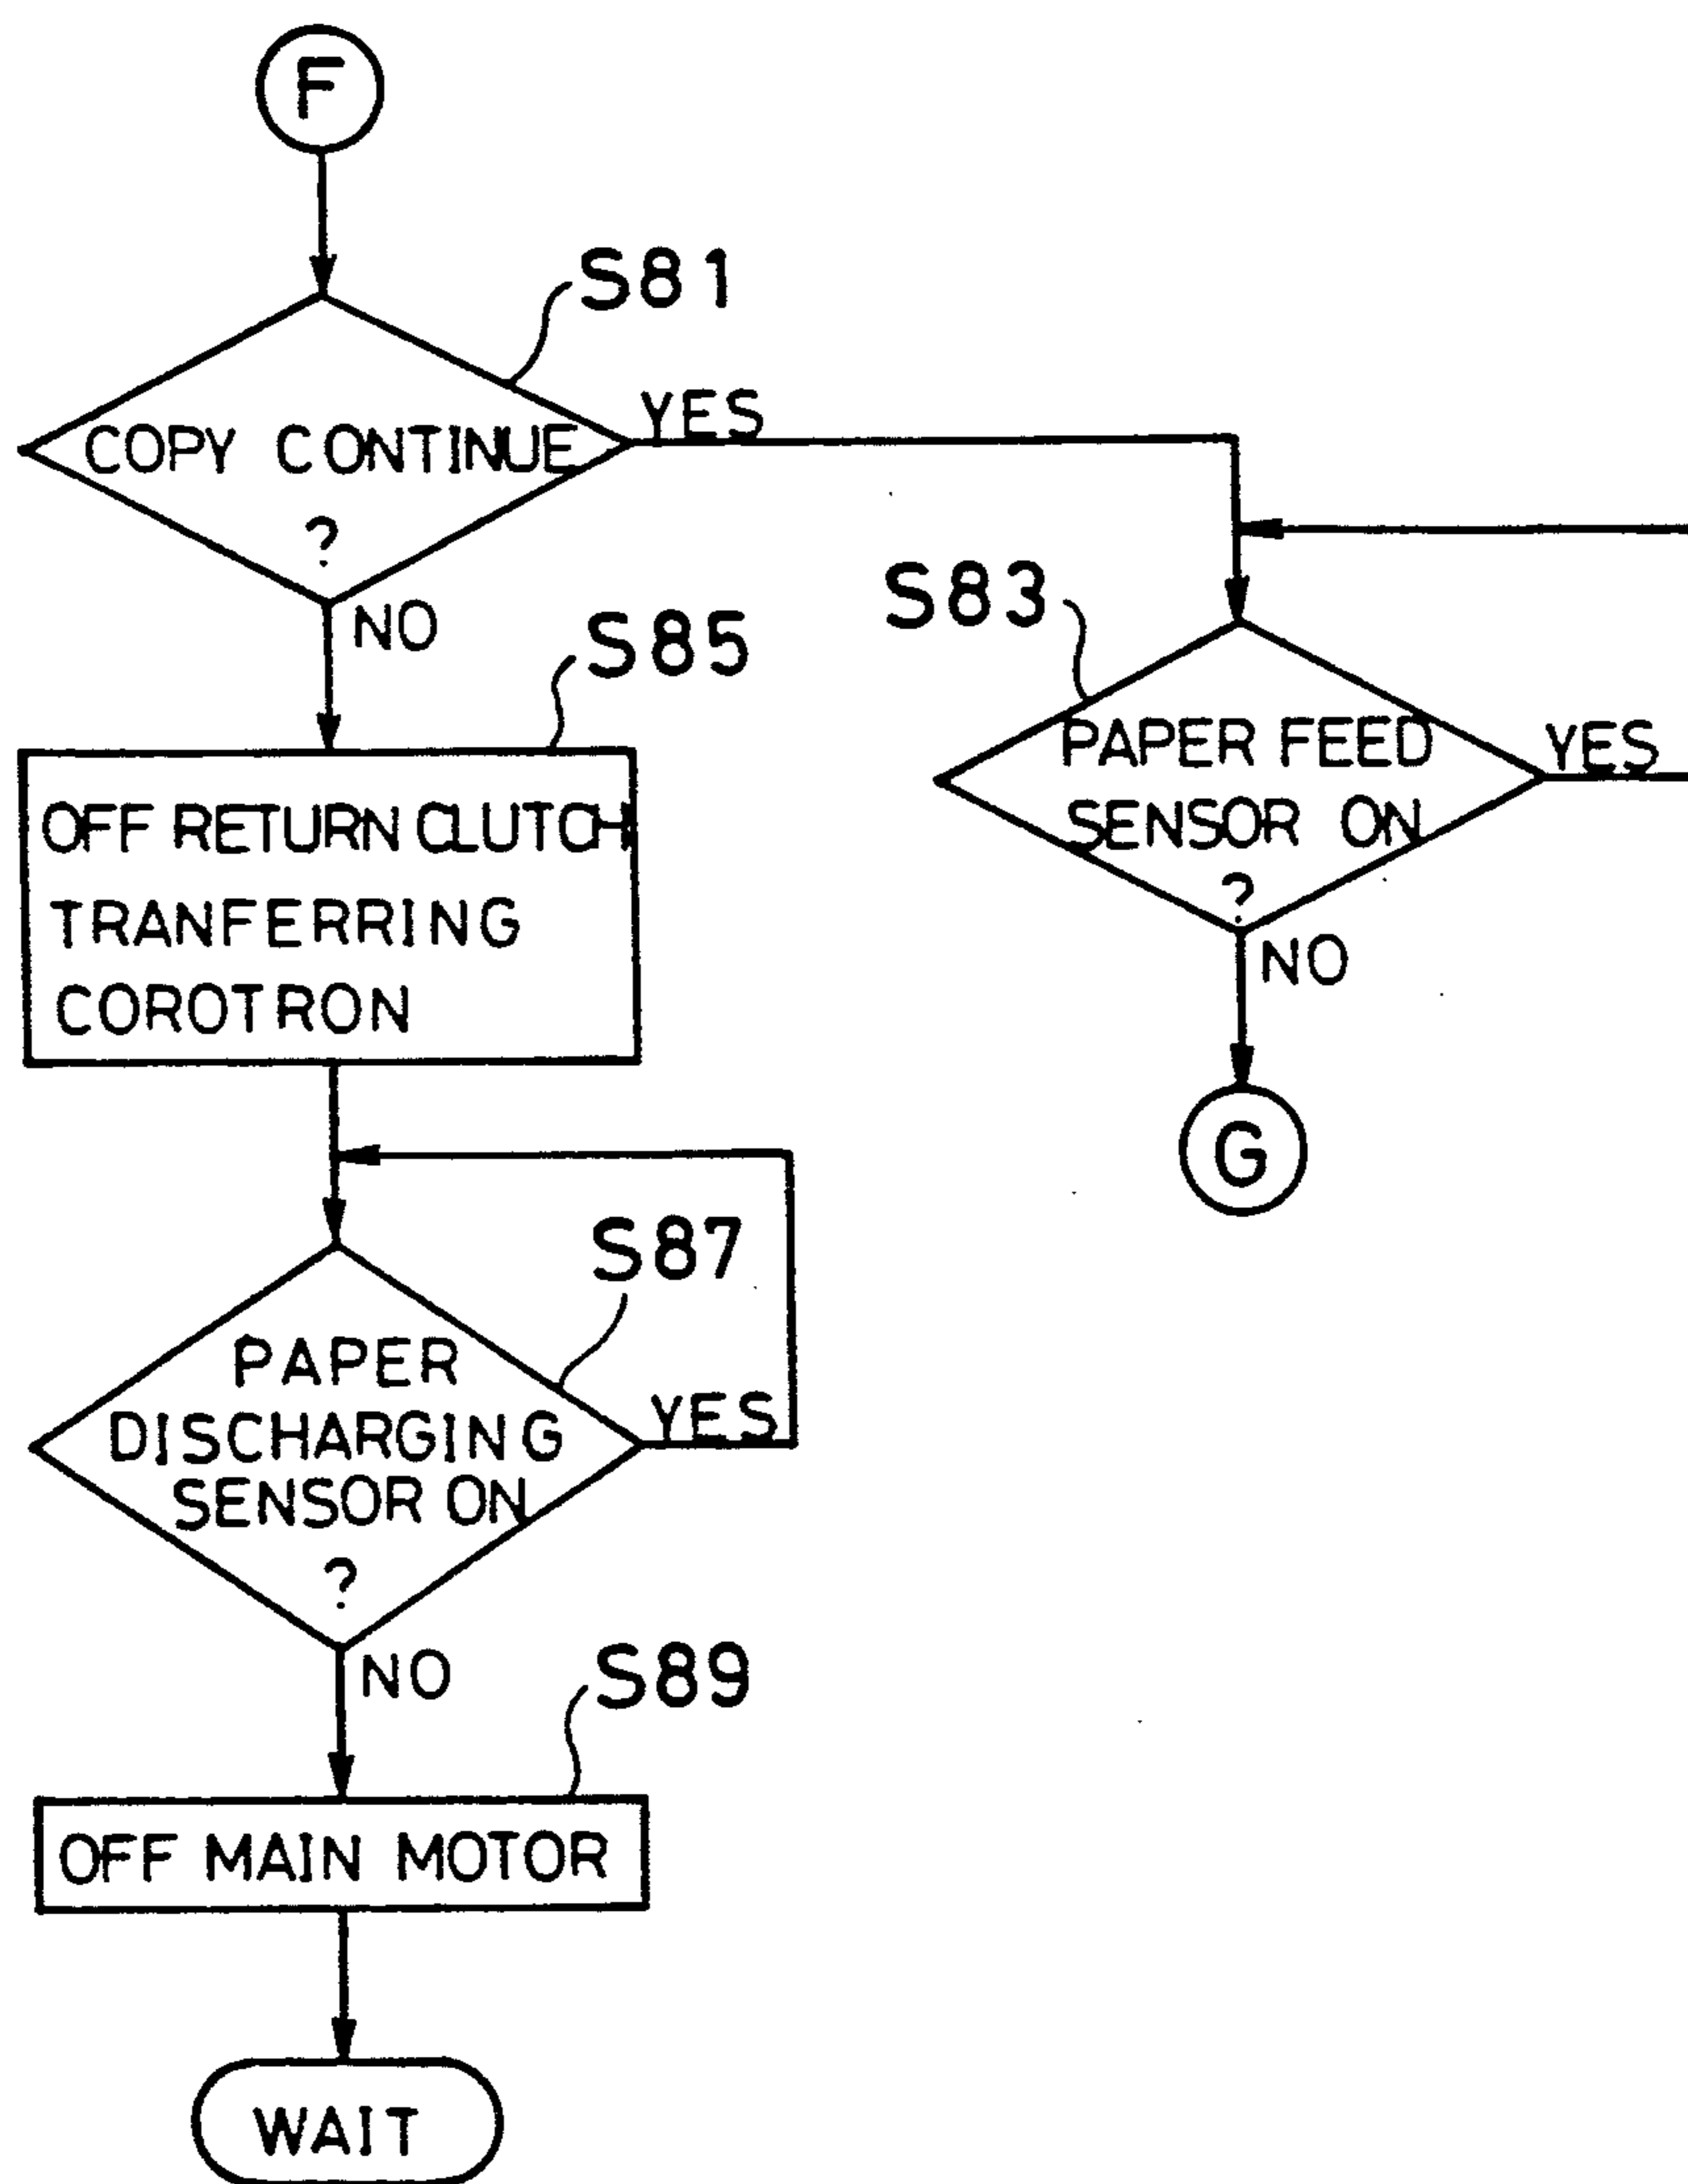 F
S81
COPY CONTINUE
?
YES
NO
S83
PAPER FEED
SENSOR ON
?
YES
NO
G
S85
OFF RETURN CLUTCH
TRANFERRING
COROTRON
S87
PAPER
DISCHARGING
SENSOR ON
?
YES
NO
S89
OFF MAIN MOTOR
WAIT